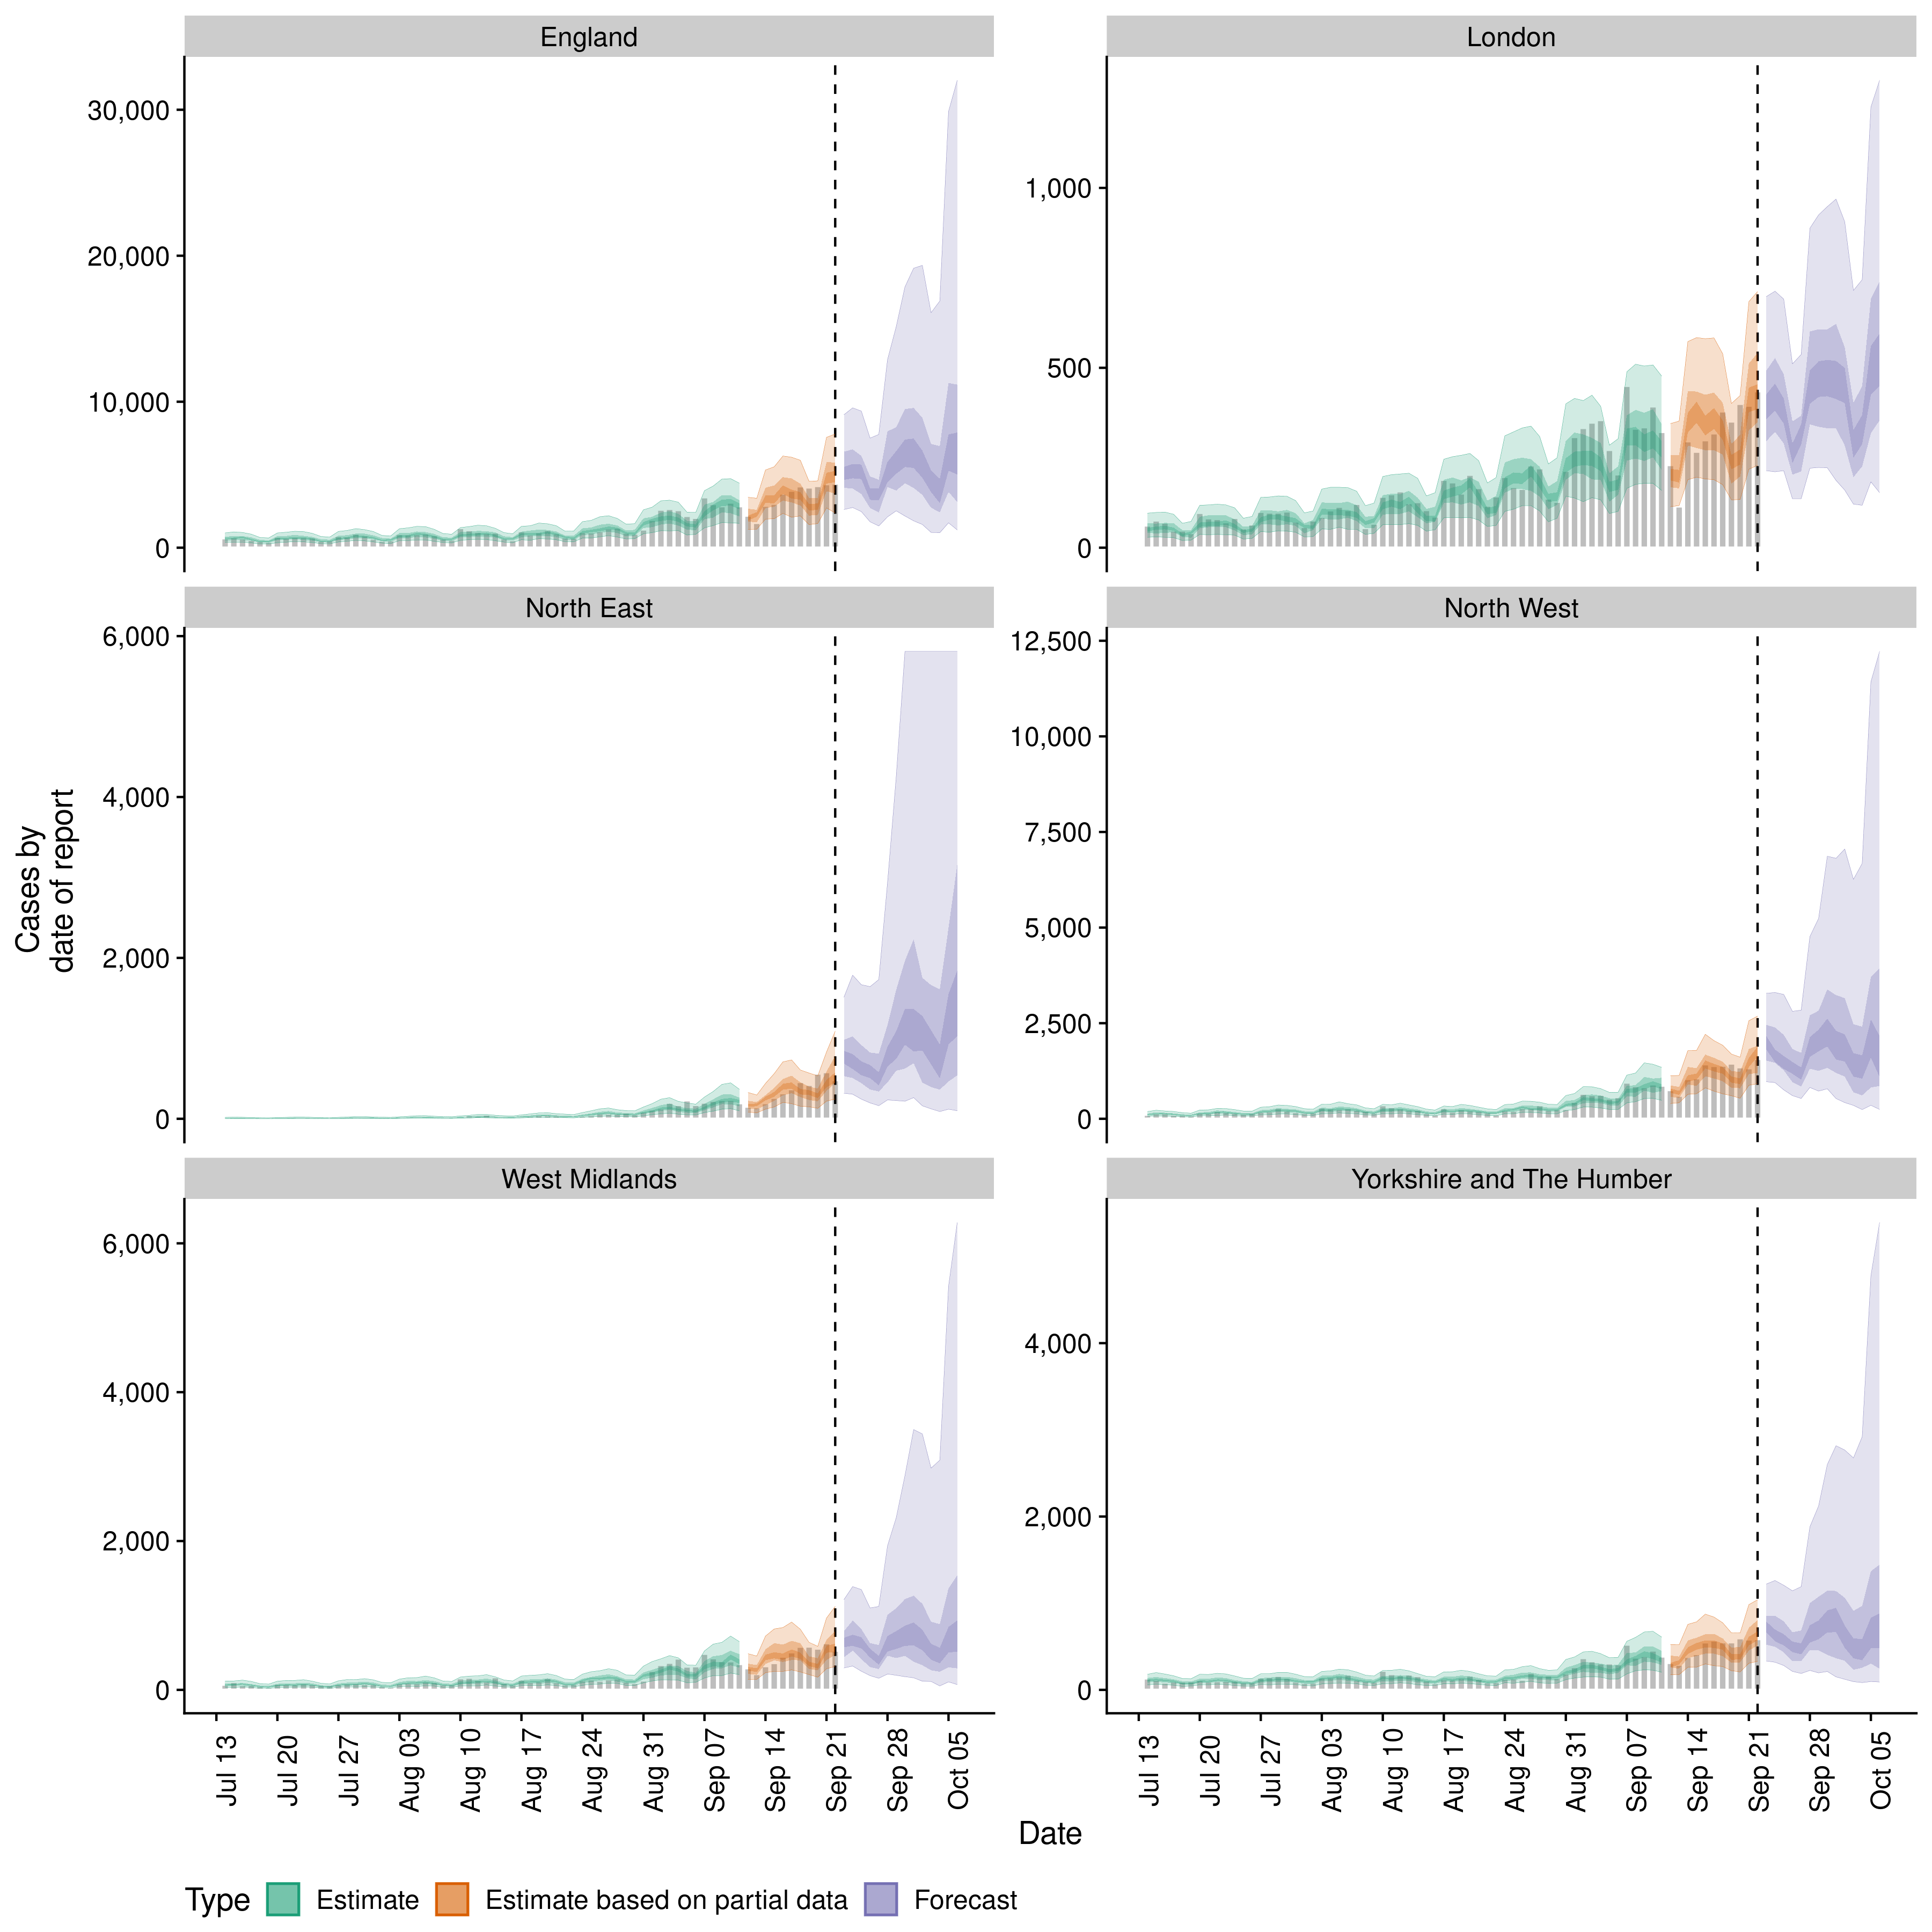 England
London
30,000
20,000
10,000
0
1,000
500
0
North East
North West
6,000
4,000
2,000
0
12,500
10,000
7,500
5,000
2,500
0
West Midlands
Yorkshire and The Humber
6,000
4,000
2,000
0
4,000
2,000
0
Cases by
date of report
Jul 13
Jul 20
Jul 27
Aug 03
Aug 10
Aug 17
Aug 24
Aug 31
Sep 07
Sep 14
Sep 21
Sep 28
Oct 05
Jul 13
Jul 20
Jul 27
Aug 03
Aug 10
Aug 17
Aug 24
Aug 31
Sep 07
Sep 14
Sep 21
Sep 28
Oct 05
Date
Type Estimate Estimate based on partial data Forecast